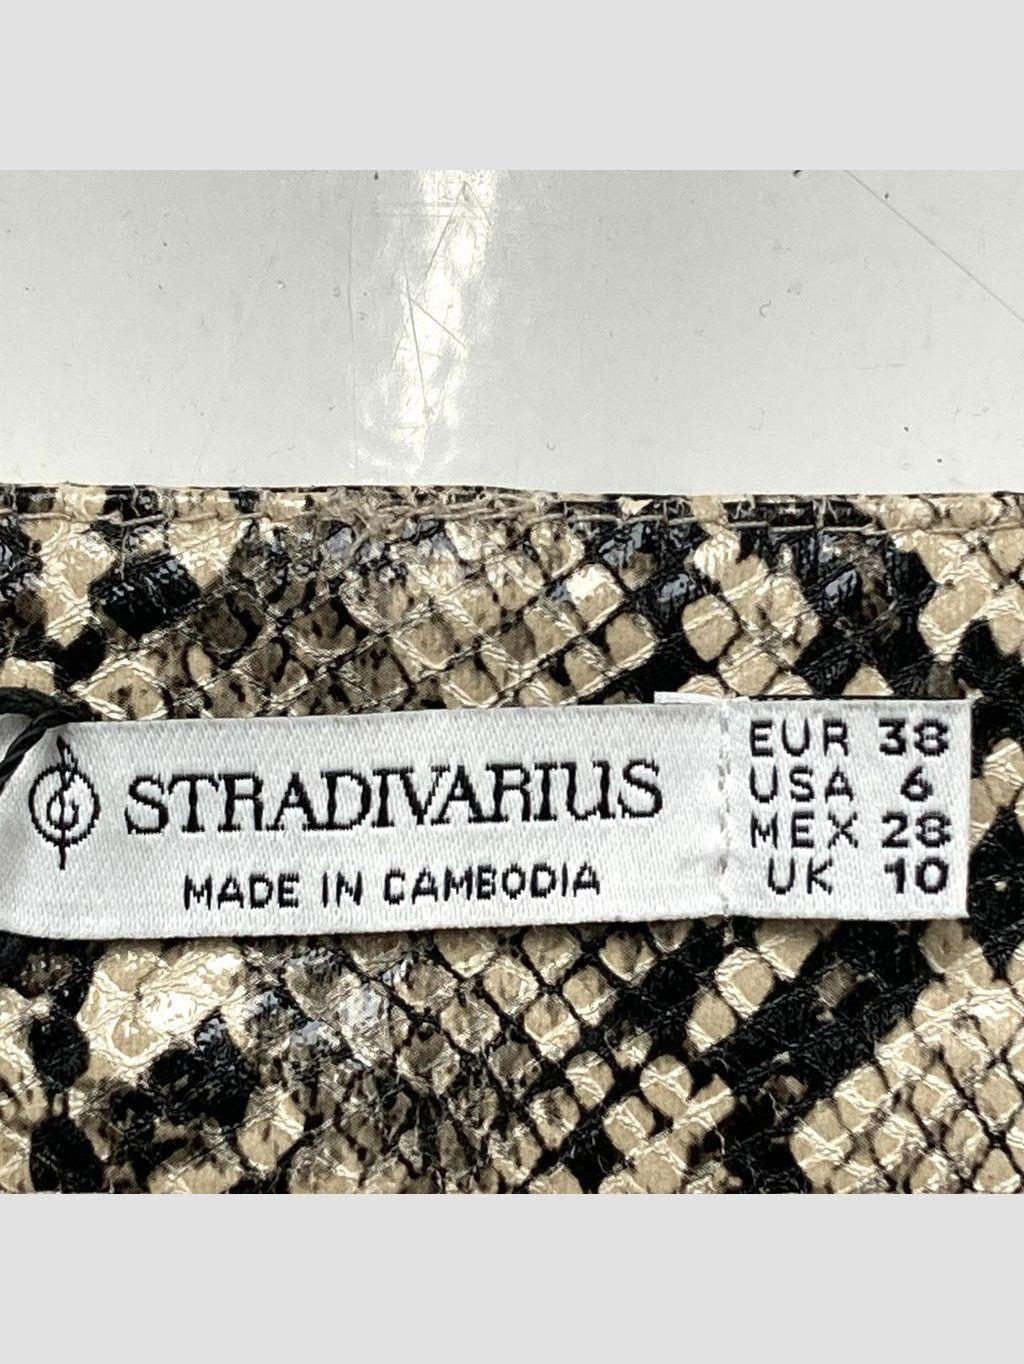 STRADIVARIUS
MADE IN CAMBODIA
EUR 38
USA 6
MEX 28
UK 10